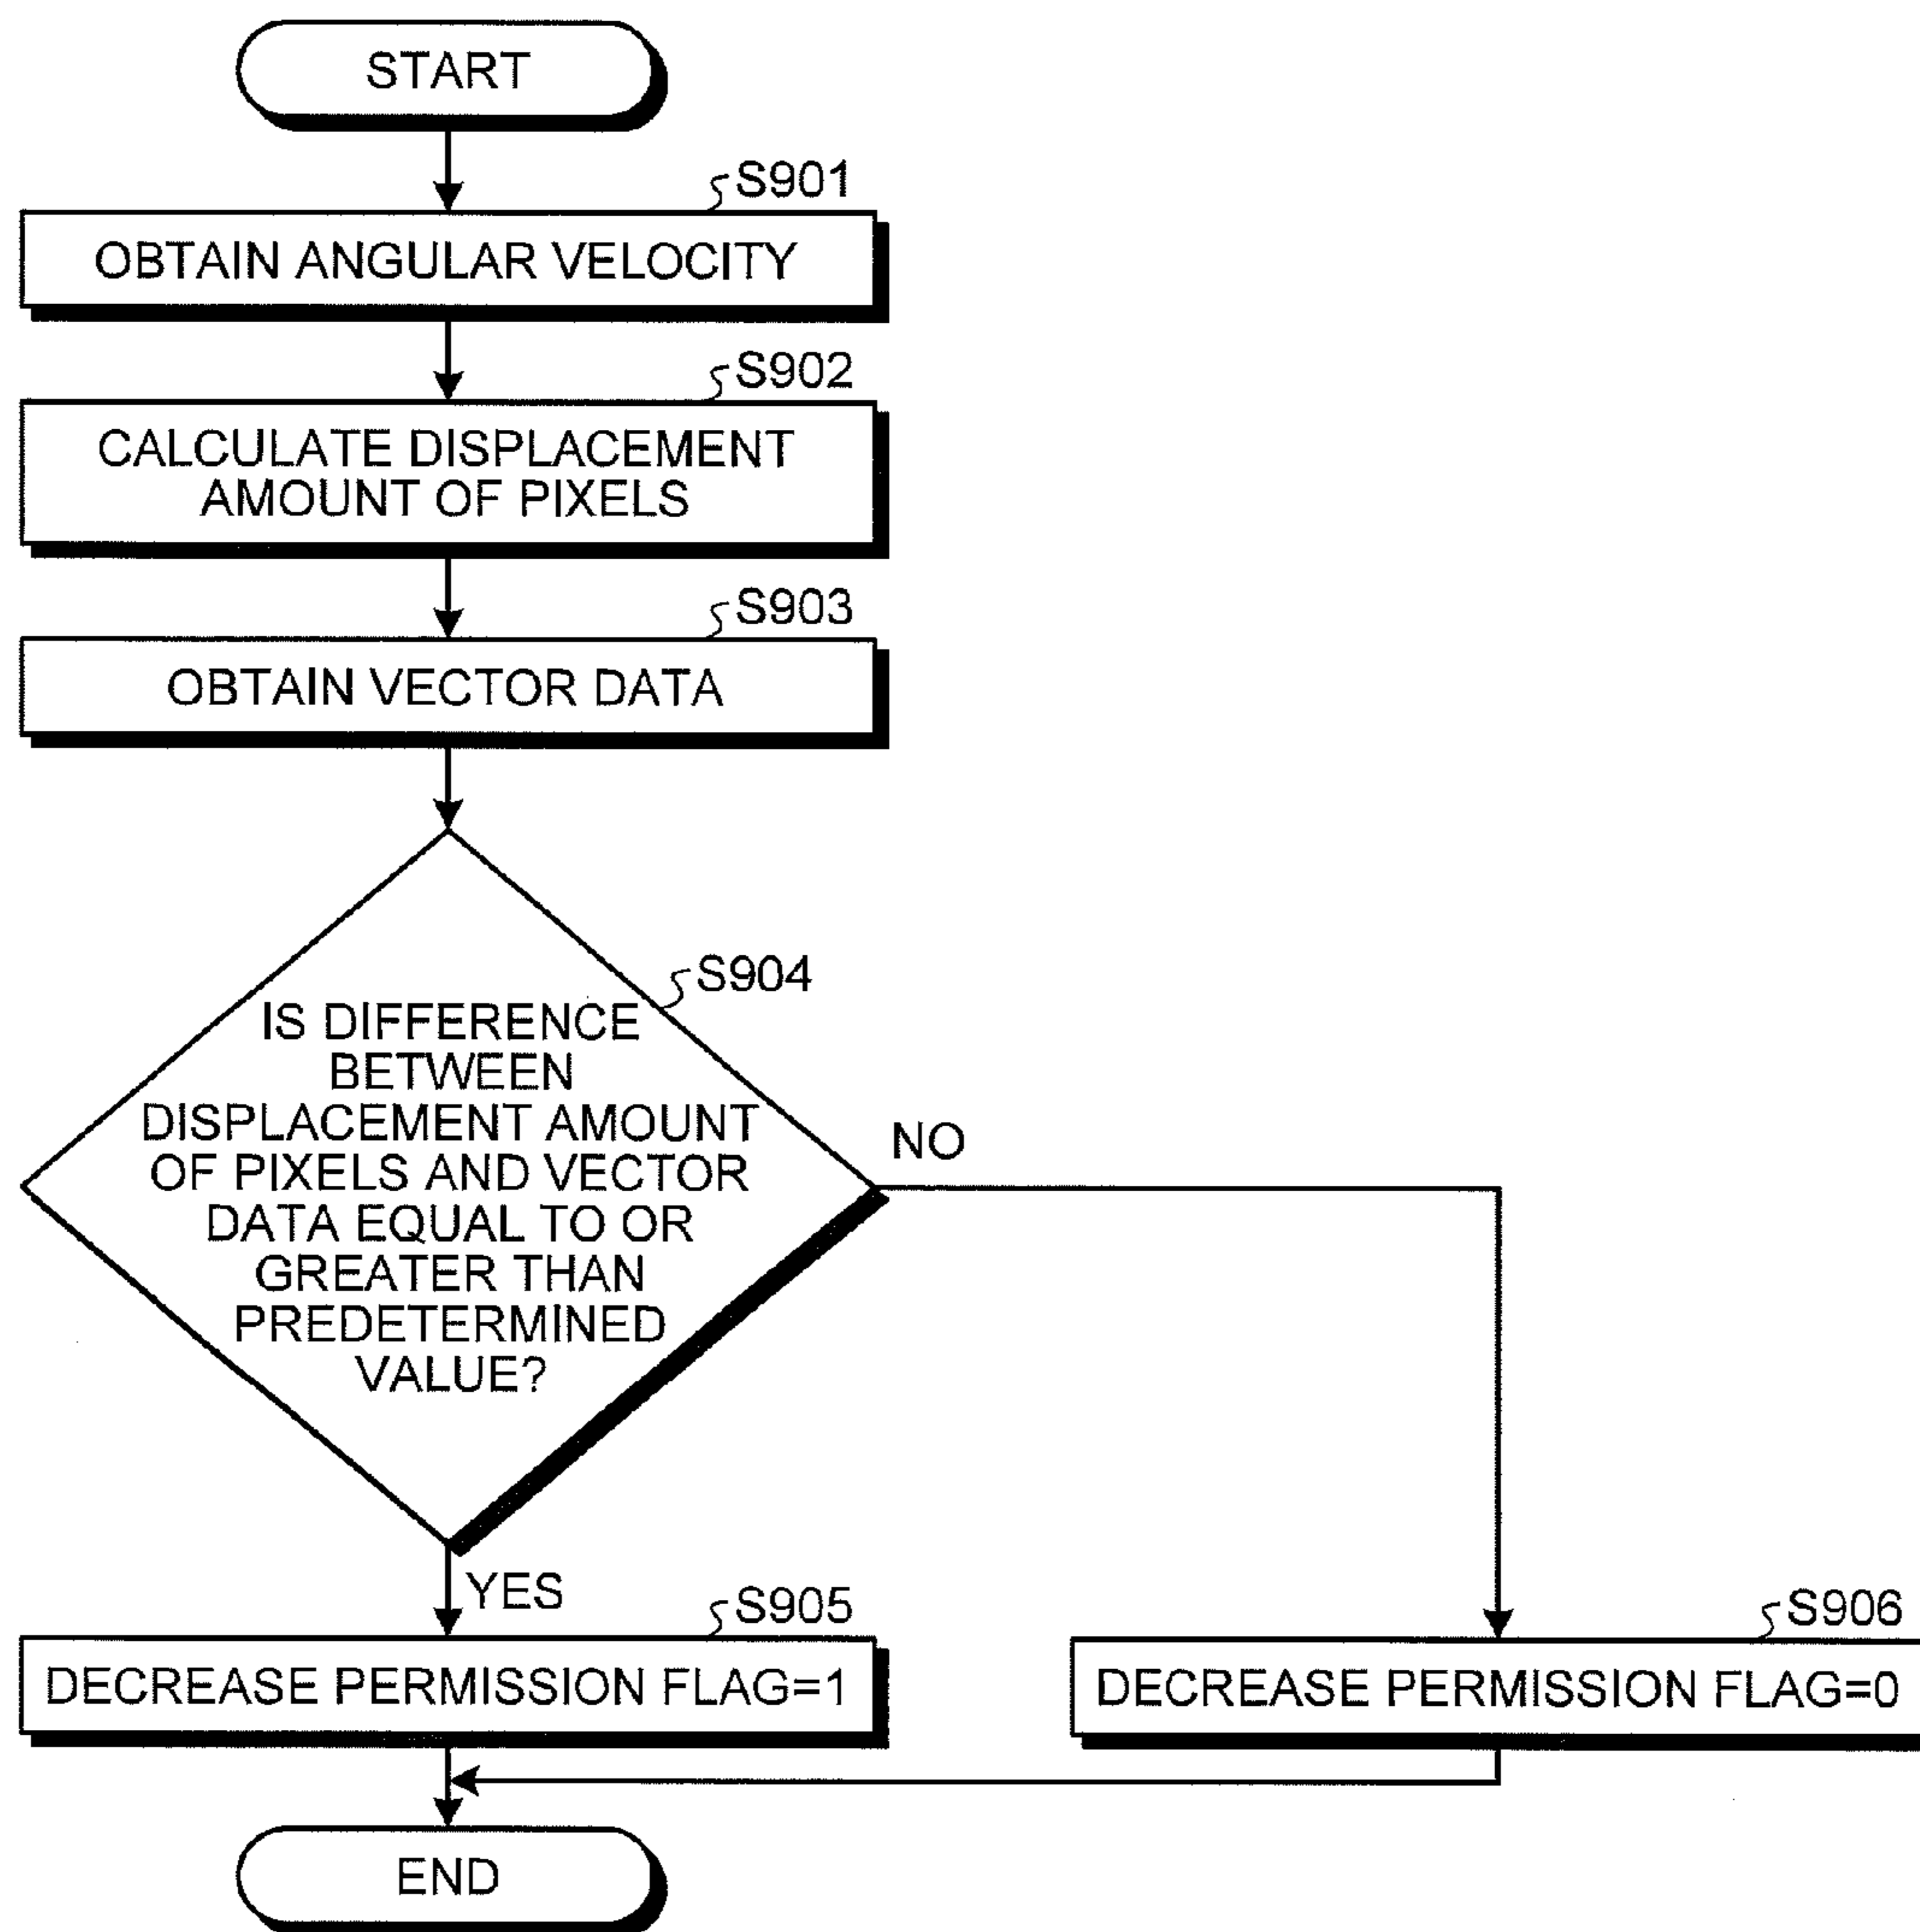 START
S901
OBTAIN ANGULAR VELOCITY
S902
CALCULATE DISPLACEMENT
AMOUNT OF PIXELS
S903
OBTAIN VECTOR DATA
S904
IS DIFFERENCE
BETWEEN
DISPLACEMENT AMOUNT
OF PIXELS AND VECTOR
DATA EQUAL TO OR
GREATER THAN
PREDETERMINED
VALUE?
NO
YES
S905
DECREASE PERMISSION FLAG=1
S906
DECREASE PERMISSION FLAG=0
END